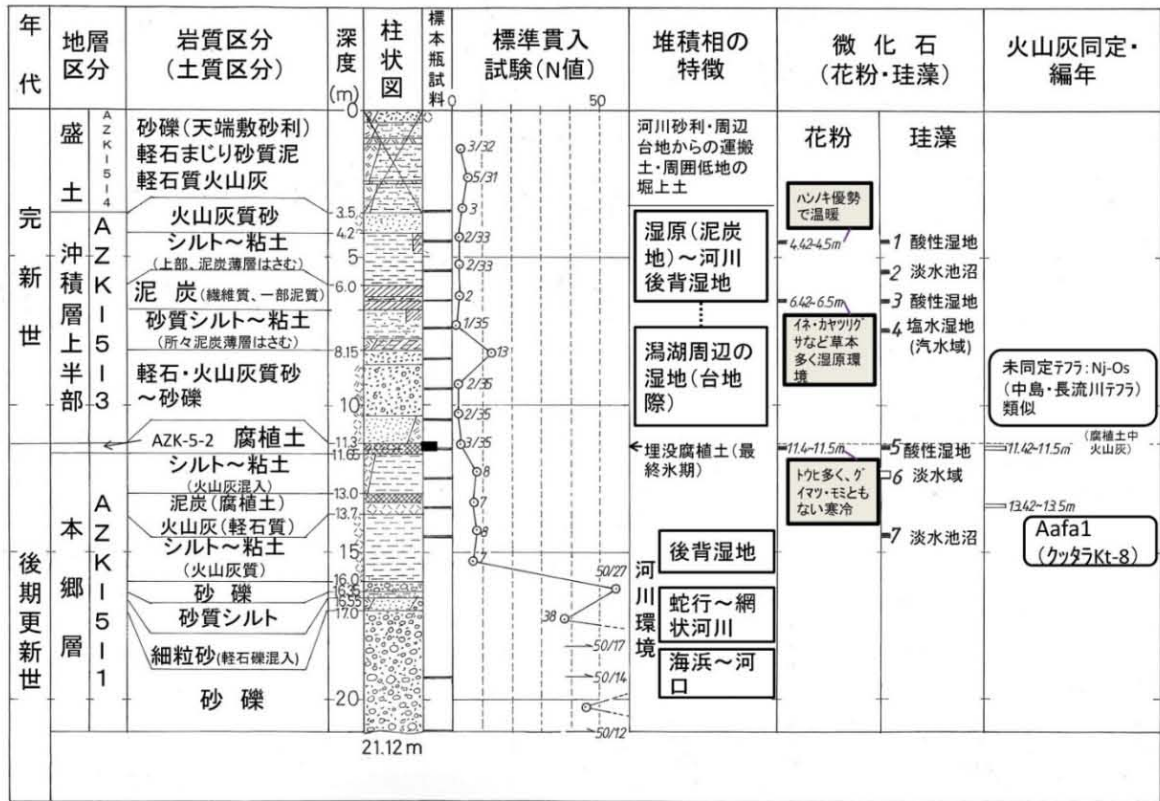 年代
地層区分
岩質区分
(土質区分)
深度
(m)
柱状図
標本瓶試料
標準貫入
試験(N値)
0 50
堆積相の
特徴
微化石
(花粉・珪藻)
火山灰同定・
編年
花粉
珪藻
完新世
後期更新世
盛土
沖積層上半部
本郷層
AZK-5-4
AZK-5-3
AZK-5-1
砂礫(天端敷砂利)
軽石まじり砂質泥
軽石質火山灰
火山灰質砂
シルト~粘土
(上部、泥炭薄層はさむ)
泥 炭(繊維質、一部泥質)
砂質シルト~粘土
(所々泥炭薄層はさむ)
軽石・火山灰質砂
~砂礫
AZK-5-2 腐植土
シルト~粘土
(火山灰混入)
泥炭(腐植土)
火山灰(軽石質)
シルト~粘土
(火山灰質)
砂 礫
砂質シルト
細粒砂(軽石礫混入)
砂 礫
0
3.5
4.2
5
6.0
8.15
10
11.3
13.0
13.7
15
16.0
17.0
20
21.12m
3/32
5/31
3
2/33
2/33
2
1/35
13
2/35
2/35
3/35
8
7
8
7
50/27
38
50/17
50/14
50/12
河川砂利・周辺
台地からの運搬
土・周囲低地の
堀上土
湿原(泥炭
地)~河川
後背湿地
潟湖周辺の
湿地(台地
際)
埋没腐植土(最
終氷期)
河川環境
後背湿地
蛇行~網
状河川
海浜~河
口
ハンノキ優勢
で温暖
4.42-4.5m
6.42-6.5m
イネ・カヤツリグ
サなど草本
多く湿原環
境
11.4-11.5m
トウヒ多く、グ
イマツ・モミとも
ない寒冷
1 酸性湿地
2 淡水池沼
3 酸性湿地
4 塩水湿地
(汽水域)
5 酸性湿地
6 淡水域
7 淡水池沼
未同定テフラ:Nj-Os
(中島・長流川テフラ)
類似
11.42-11.5m
(腐植土中
火山灰)
13.42-13.5m
Aafa1
(クッタラKt-8)